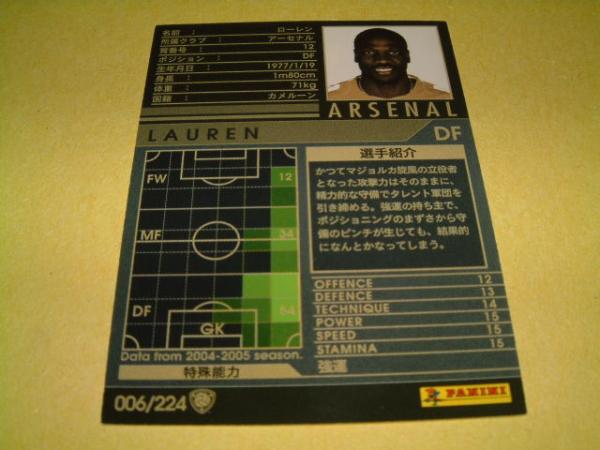 名前 : ローレン
所属クラブ : アーセナル
背番号 : 12
ポジション : DF
生年月日 : 1977/1/19
身長 : 1m80cm
体重 : 71kg
国籍 : カメルーン
ARSENAL
LAUREN DF
選手紹介
かつてマジョルカ旋風の立役者
となった攻撃力はそのままに、
精力的な守備でタレント軍団を
引き締める。強運の持ち主で、
ポジショニングのまずさから守
備のピンチが生じても、結果的
になんとかなってしまう。
FW 12
MF 34
DF 54
GK
Data from 2004-2005 season.
OFFENCE 12
DEFENCE 13
TECHNIQUE 14
POWER 15
SPEED 15
STAMINA 15
特殊能力 強運
006/224
PANINI